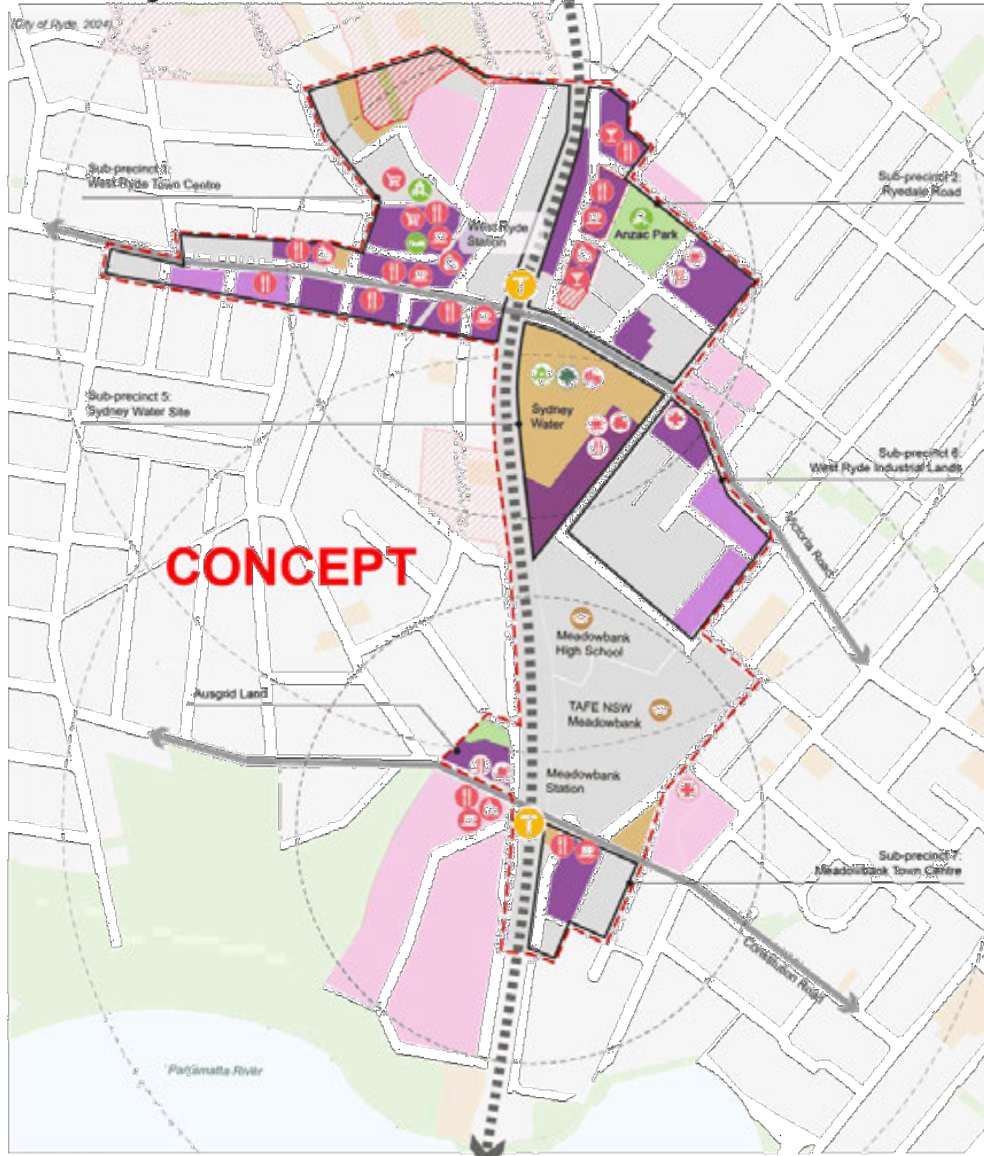 (City of Ryde, 2024)
Sub-precinct 1:
West Ryde Town Centre
Sub-precinct 2:
Ryedale Road
West Ryde
Station
Anzac Park
T
Sub-precinct 5:
Sydney Water Site
Sydney
Water
Sub-precinct 6:
West Ryde Industrial Lands
Victoria Road
CONCEPT
Meadowbank
High School
Ausgrid Land
TAFE NSW
Meadowbank
Meadowbank
Station
T
Sub-precinct 7:
Meadowbank Town Centre
Constitution Road
Parramatta River